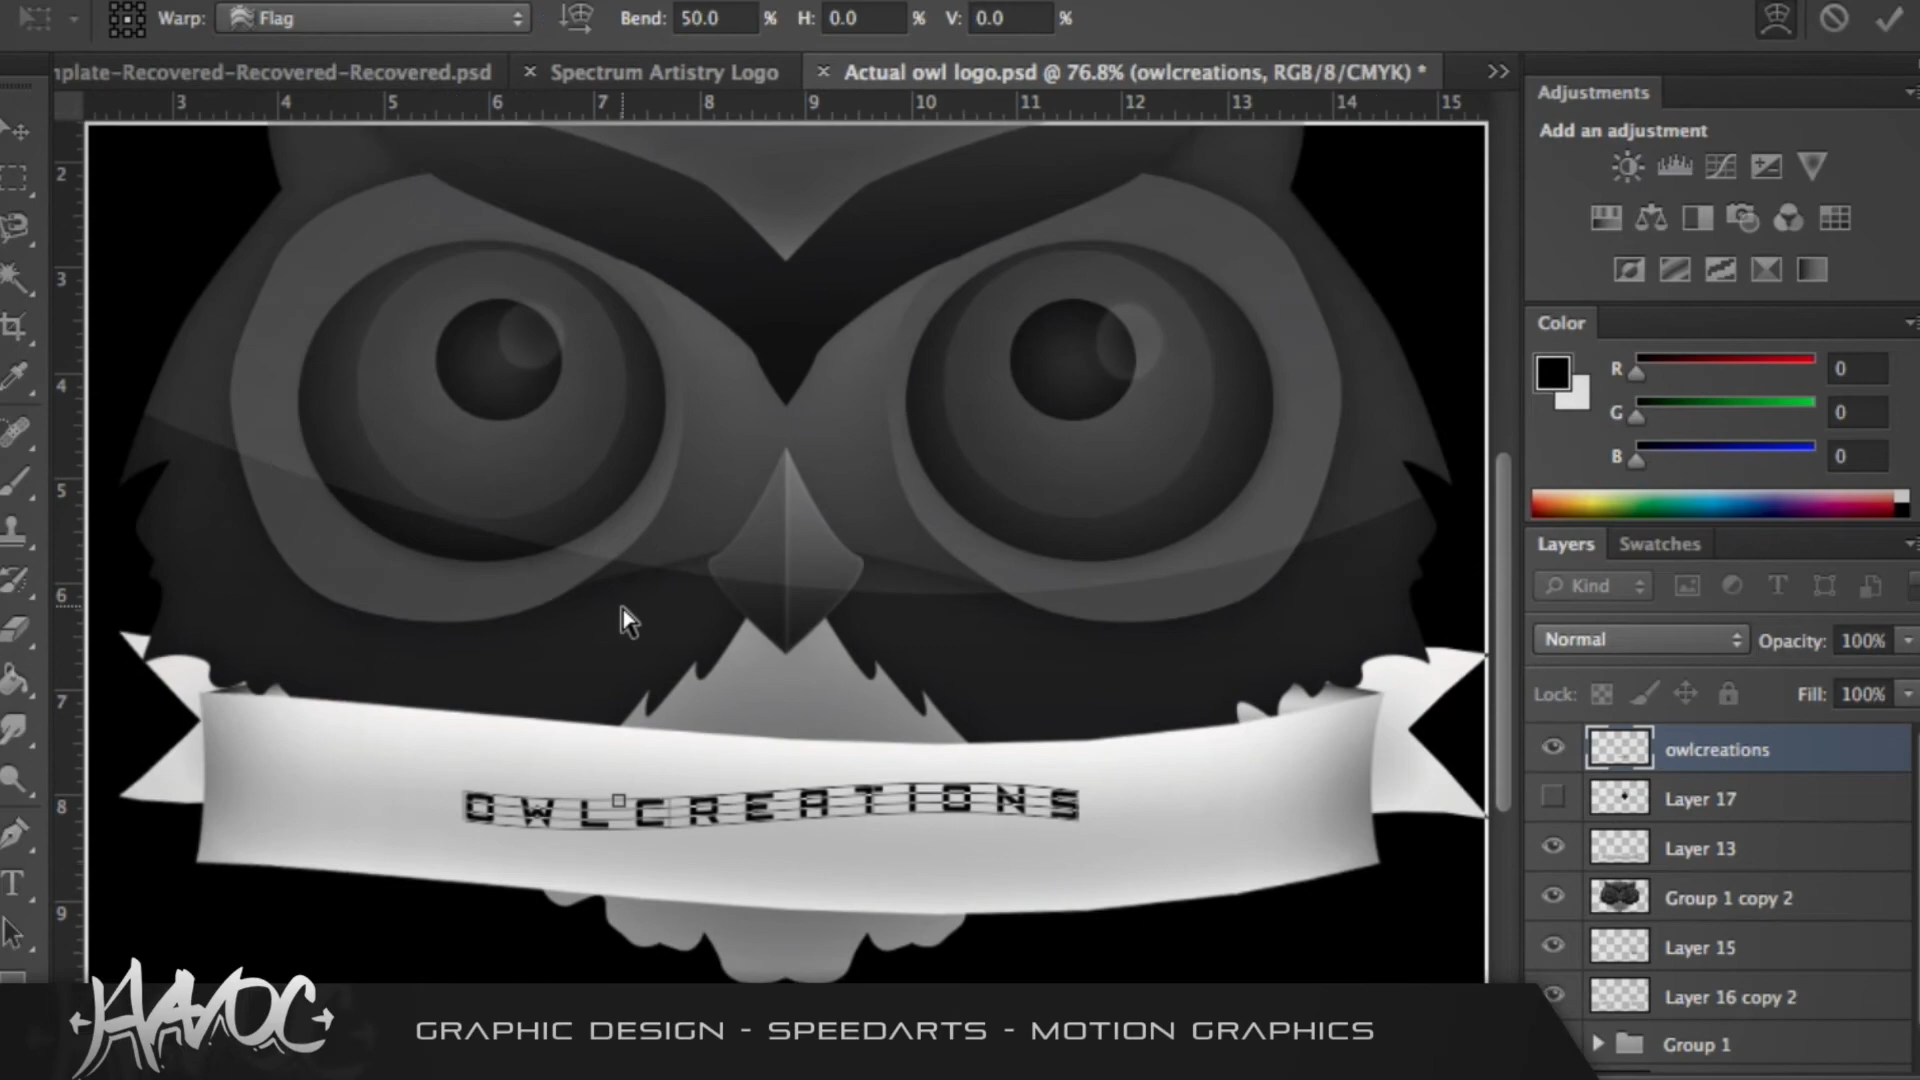 Warp: Flag Bend: 50.0 % H: 0.0 % V: 0.0 %
mplate-Recovered-Recovered-Recovered.psd × Spectrum Artistry Logo × Actual owl logo.psd @ 76.8% (owlcreations, RGB/8/CMYK) * >>
3 4 5 6 7 8 9 10 11 12 13 14 15
2
3
4
5
6
7
8
9
OWLCREATIONS
Adjustments
Add an adjustment
Color
R 0
G 0
B 0
Layers Swatches
Kind
Normal Opacity: 100%
Lock: Fill: 100%
owlcreations
Layer 17
Layer 13
Group 1 copy 2
Layer 15
Layer 16 copy 2
Group 1
HAVOC
GRAPHIC DESIGN - SPEEDARTS - MOTION GRAPHICS